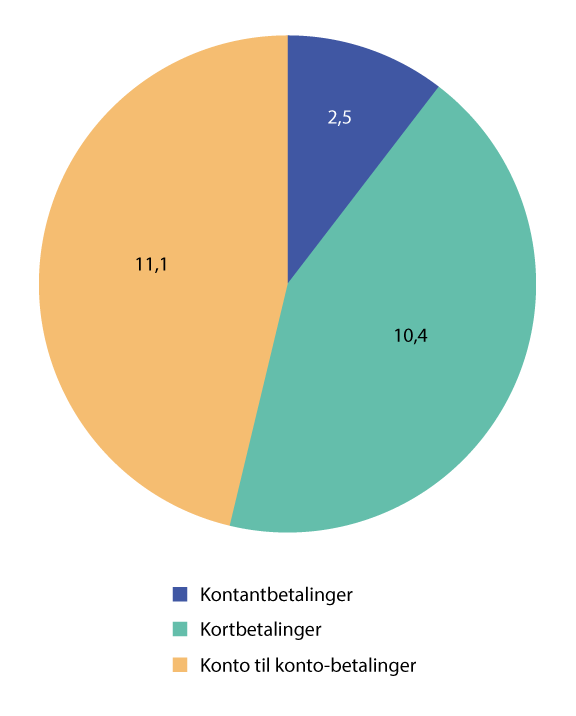 2,5
11,1
10,4
Kontantbetalinger
Kortbetalinger
Konto til konto-betalinger